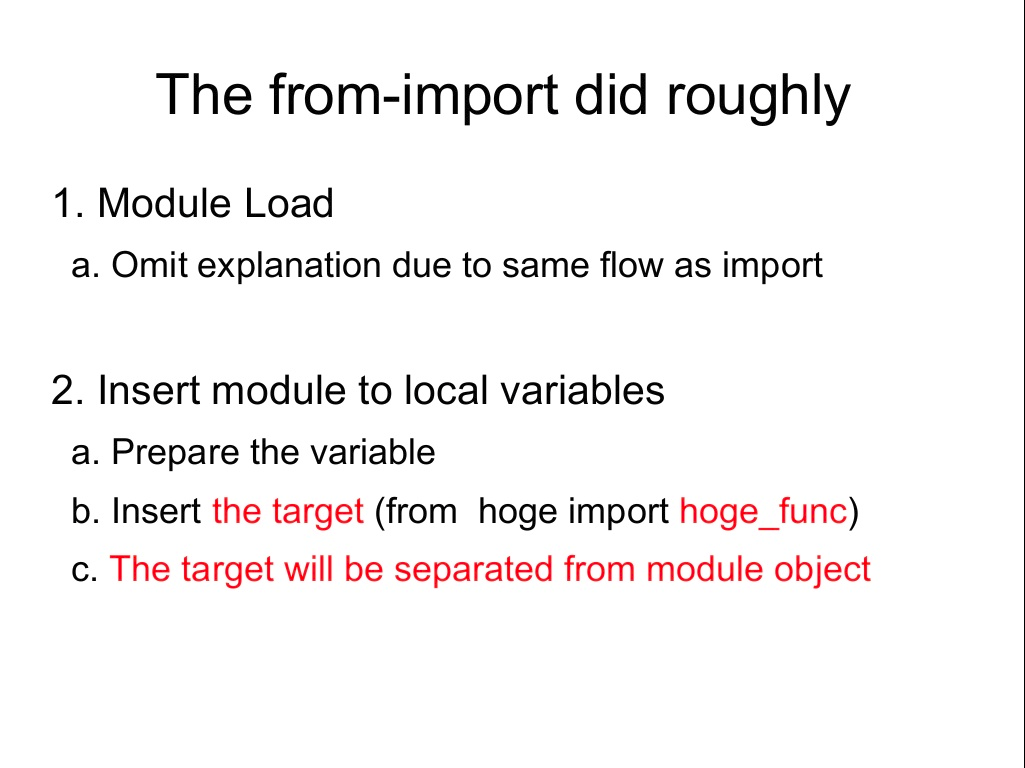 The from-import did roughly
1. Module Load
a. Omit explanation due to same flow as import
2. Insert module to local variables
a. Prepare the variable
b. Insert the target (from  hoge import hoge_func)
c. The target will be separated from module object